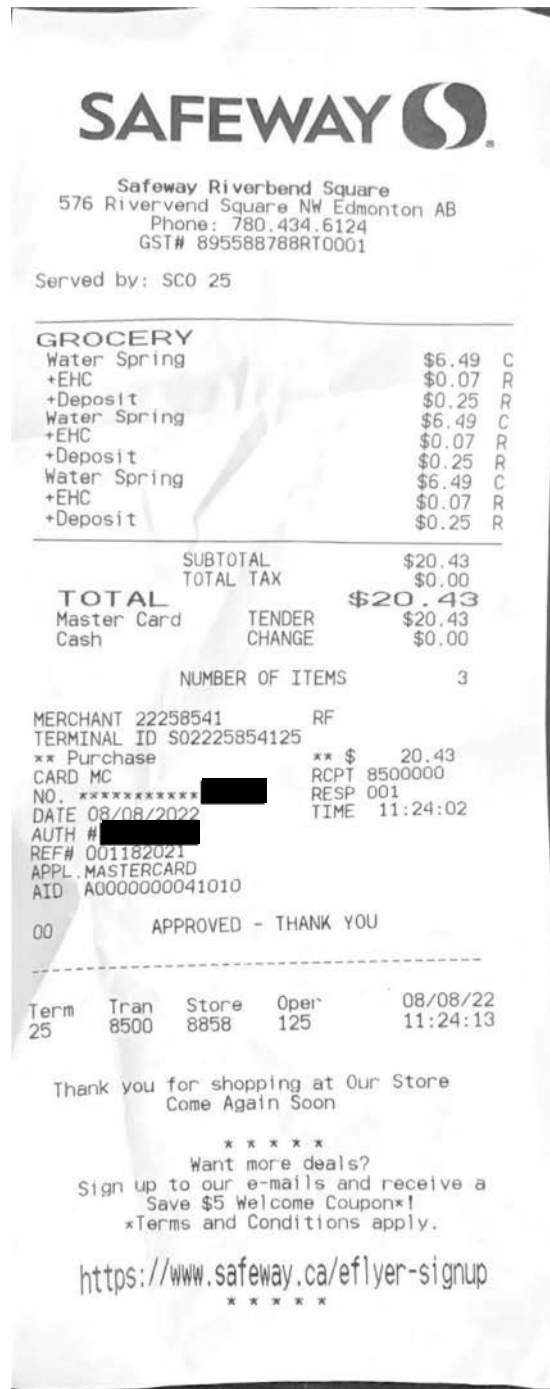 SAFEWAY
Safeway Riverbend Square
576 Rivervend Square NW Edmonton AB
Phone: 780.434.6124
GST# 895588788RT0001
Served by: SCO 25
GROCERY
Water Spring $6.49 C
+EHC $0.07 R
+Deposit $0.25 R
Water Spring $6.49 C
+EHC $0.07 R
+Deposit $0.25 R
Water Spring $6.49 C
+EHC $0.07 R
+Deposit $0.25 R
SUBTOTAL $20.43
TOTAL TAX $0.00
TOTAL $20.43
Master Card TENDER $20.43
Cash CHANGE $0.00
NUMBER OF ITEMS 3
MERCHANT 22258541 RF
TERMINAL ID S02225854125
** Purchase ** $ 20.43
CARD MC RCPT 8500000
NO. *********** RESP 001
DATE 08/08/2022 TIME 11:24:02
AUTH #
REF# 001182021
APPL.MASTERCARD
AID A0000000041010
00 APPROVED - THANK YOU
Term Tran Store Oper 08/08/22
25 8500 8858 125 11:24:13
Thank you for shopping at Our Store
Come Again Soon
* * * * *
Want more deals?
Sign up to our e-mails and receive a
Save $5 Welcome Coupon*!
*Terms and Conditions apply.
https://www.safeway.ca/eflyer-signup
* * * * *